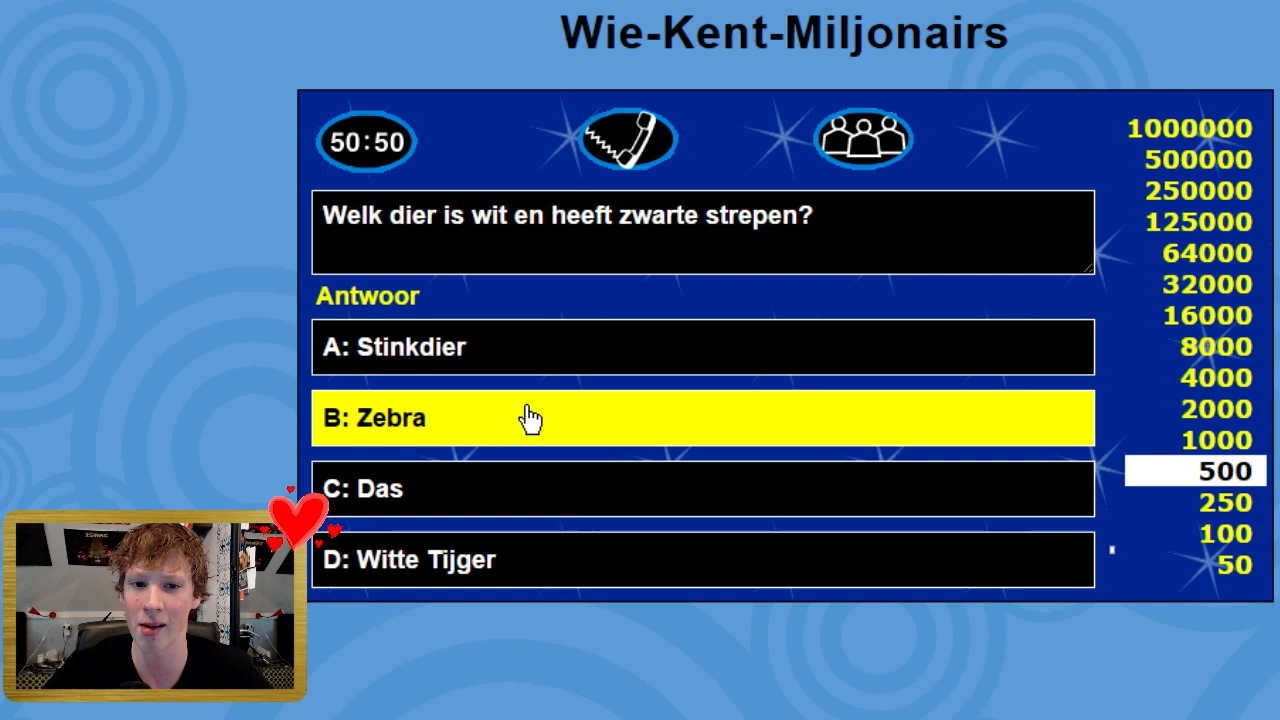 Wie-Kent-Miljonairs
50:50
Welk dier is wit en heeft zwarte strepen?
Antwoor
A: Stinkdier
B: Zebra
C: Das
D: Witte Tijger
1000000
500000
250000
125000
64000
32000
16000
8000
4000
2000
1000
500
250
100
50